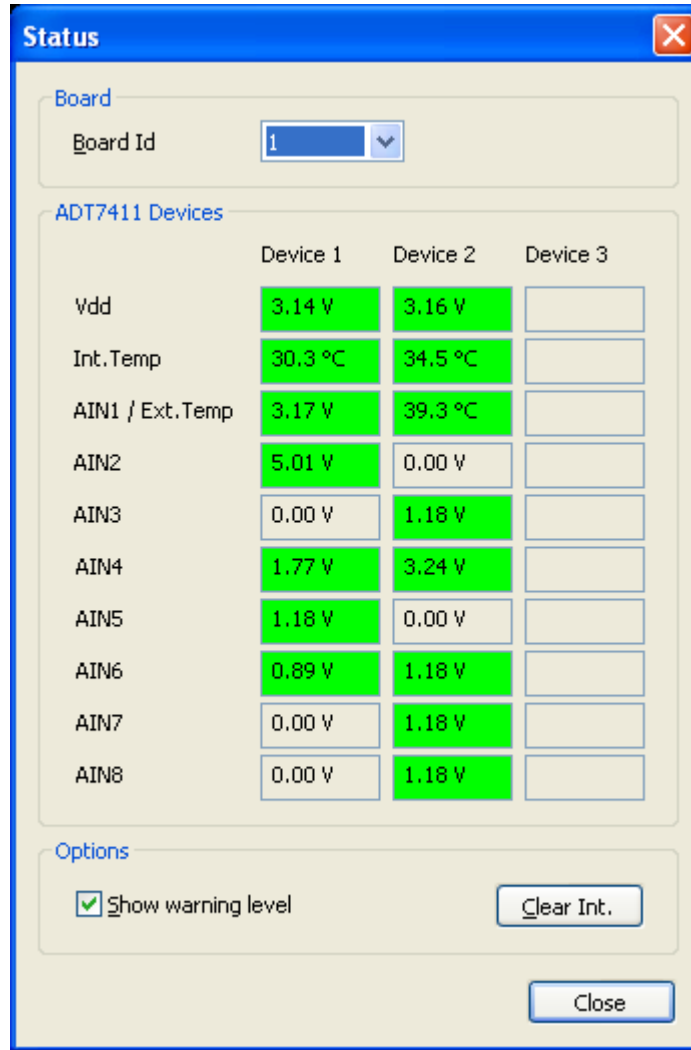 Status
Board
Board Id 1
ADT7411 Devices
Device 1 Device 2 Device 3
Vdd 3.14 V 3.16 V
Int.Temp 30.3 °C 34.5 °C
AIN1 / Ext.Temp 3.17 V 39.3 °C
AIN2 5.01 V 0.00 V
AIN3 0.00 V 1.18 V
AIN4 1.77 V 3.24 V
AIN5 1.18 V 0.00 V
AIN6 0.89 V 1.18 V
AIN7 0.00 V 1.18 V
AIN8 0.00 V 1.18 V
Options
Show warning level Clear Int.
Close